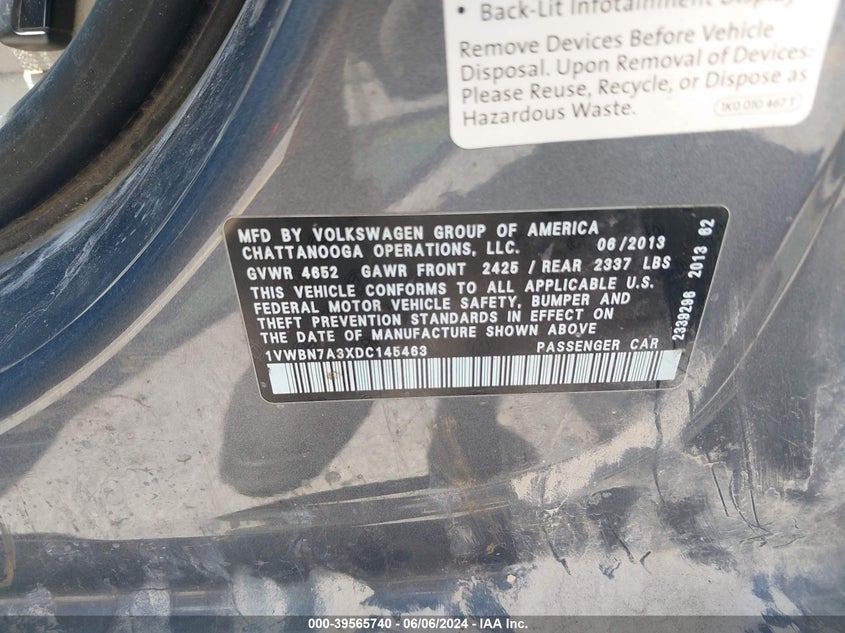 • Back-Lit Infotainment Display
Remove Devices Before Vehicle
Disposal. Upon Removal of Devices:
Please Reuse, Recycle, or Dispose as
Hazardous Waste.
1K0 010 467 T
MFD BY VOLKSWAGEN GROUP OF AMERICA
CHATTANOOGA OPERATIONS, LLC. 06/2013
GVWR 4652 GAWR FRONT 2425 / REAR 2337 LBS
THIS VEHICLE CONFORMS TO ALL APPLICABLE U.S.
FEDERAL MOTOR VEHICLE SAFETY, BUMPER AND
THEFT PREVENTION STANDARDS IN EFFECT ON
THE DATE OF MANUFACTURE SHOWN ABOVE
1VWBN7A3XDC145463 PASSENGER CAR
2339298 2013 62
000-39565740 - 06/06/2024 - IAA Inc.